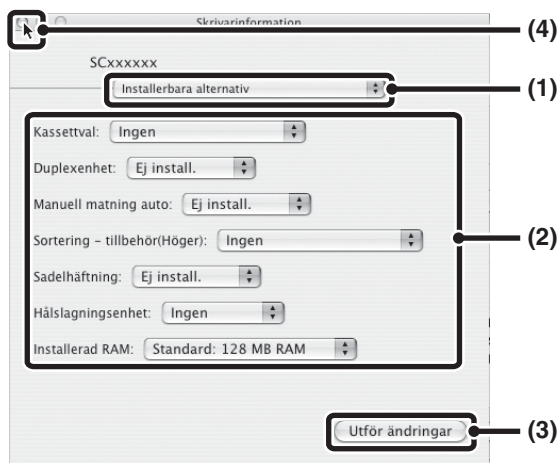 Skrivarinformation
(4)
SCxxxxxx
Installerbara alternativ
(1)
Kassettval: Ingen
Duplexenhet: Ej install.
Manuell matning auto: Ej install.
Sortering – tillbehör(Höger): Ingen
(2)
Sadelhäftning: Ej install.
Hålslagningsenhet: Ingen
Installerad RAM: Standard: 128 MB RAM
Utför ändringar
(3)